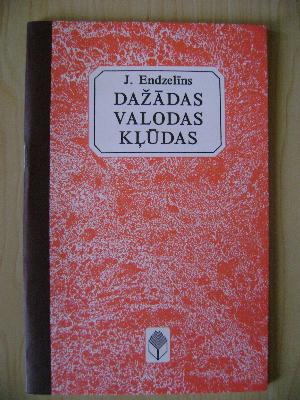 J. Endzelīns
DAŽĀDAS
VALODAS
KĻŪDAS